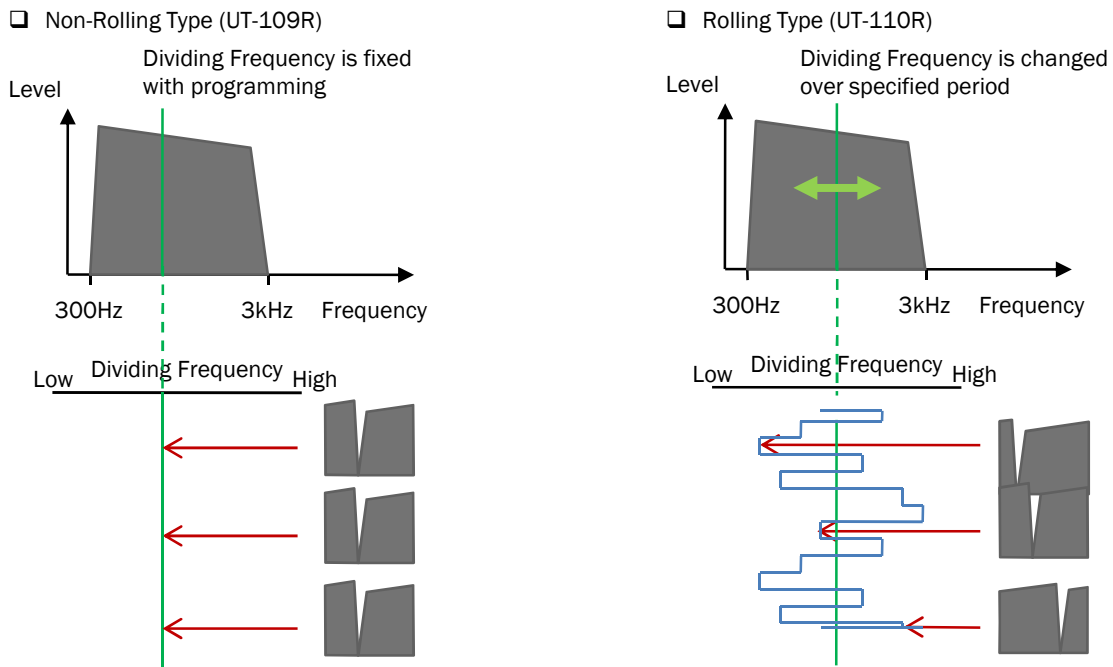 ❑ Non-Rolling Type (UT-109R)
Dividing Frequency is fixed
with programming
Level
300Hz
3kHz
Frequency
Dividing Frequency
Low
High
❑ Rolling Type (UT-110R)
Dividing Frequency is changed
over specified period
Level
300Hz
3kHz
Frequency
Dividing Frequency
Low
High